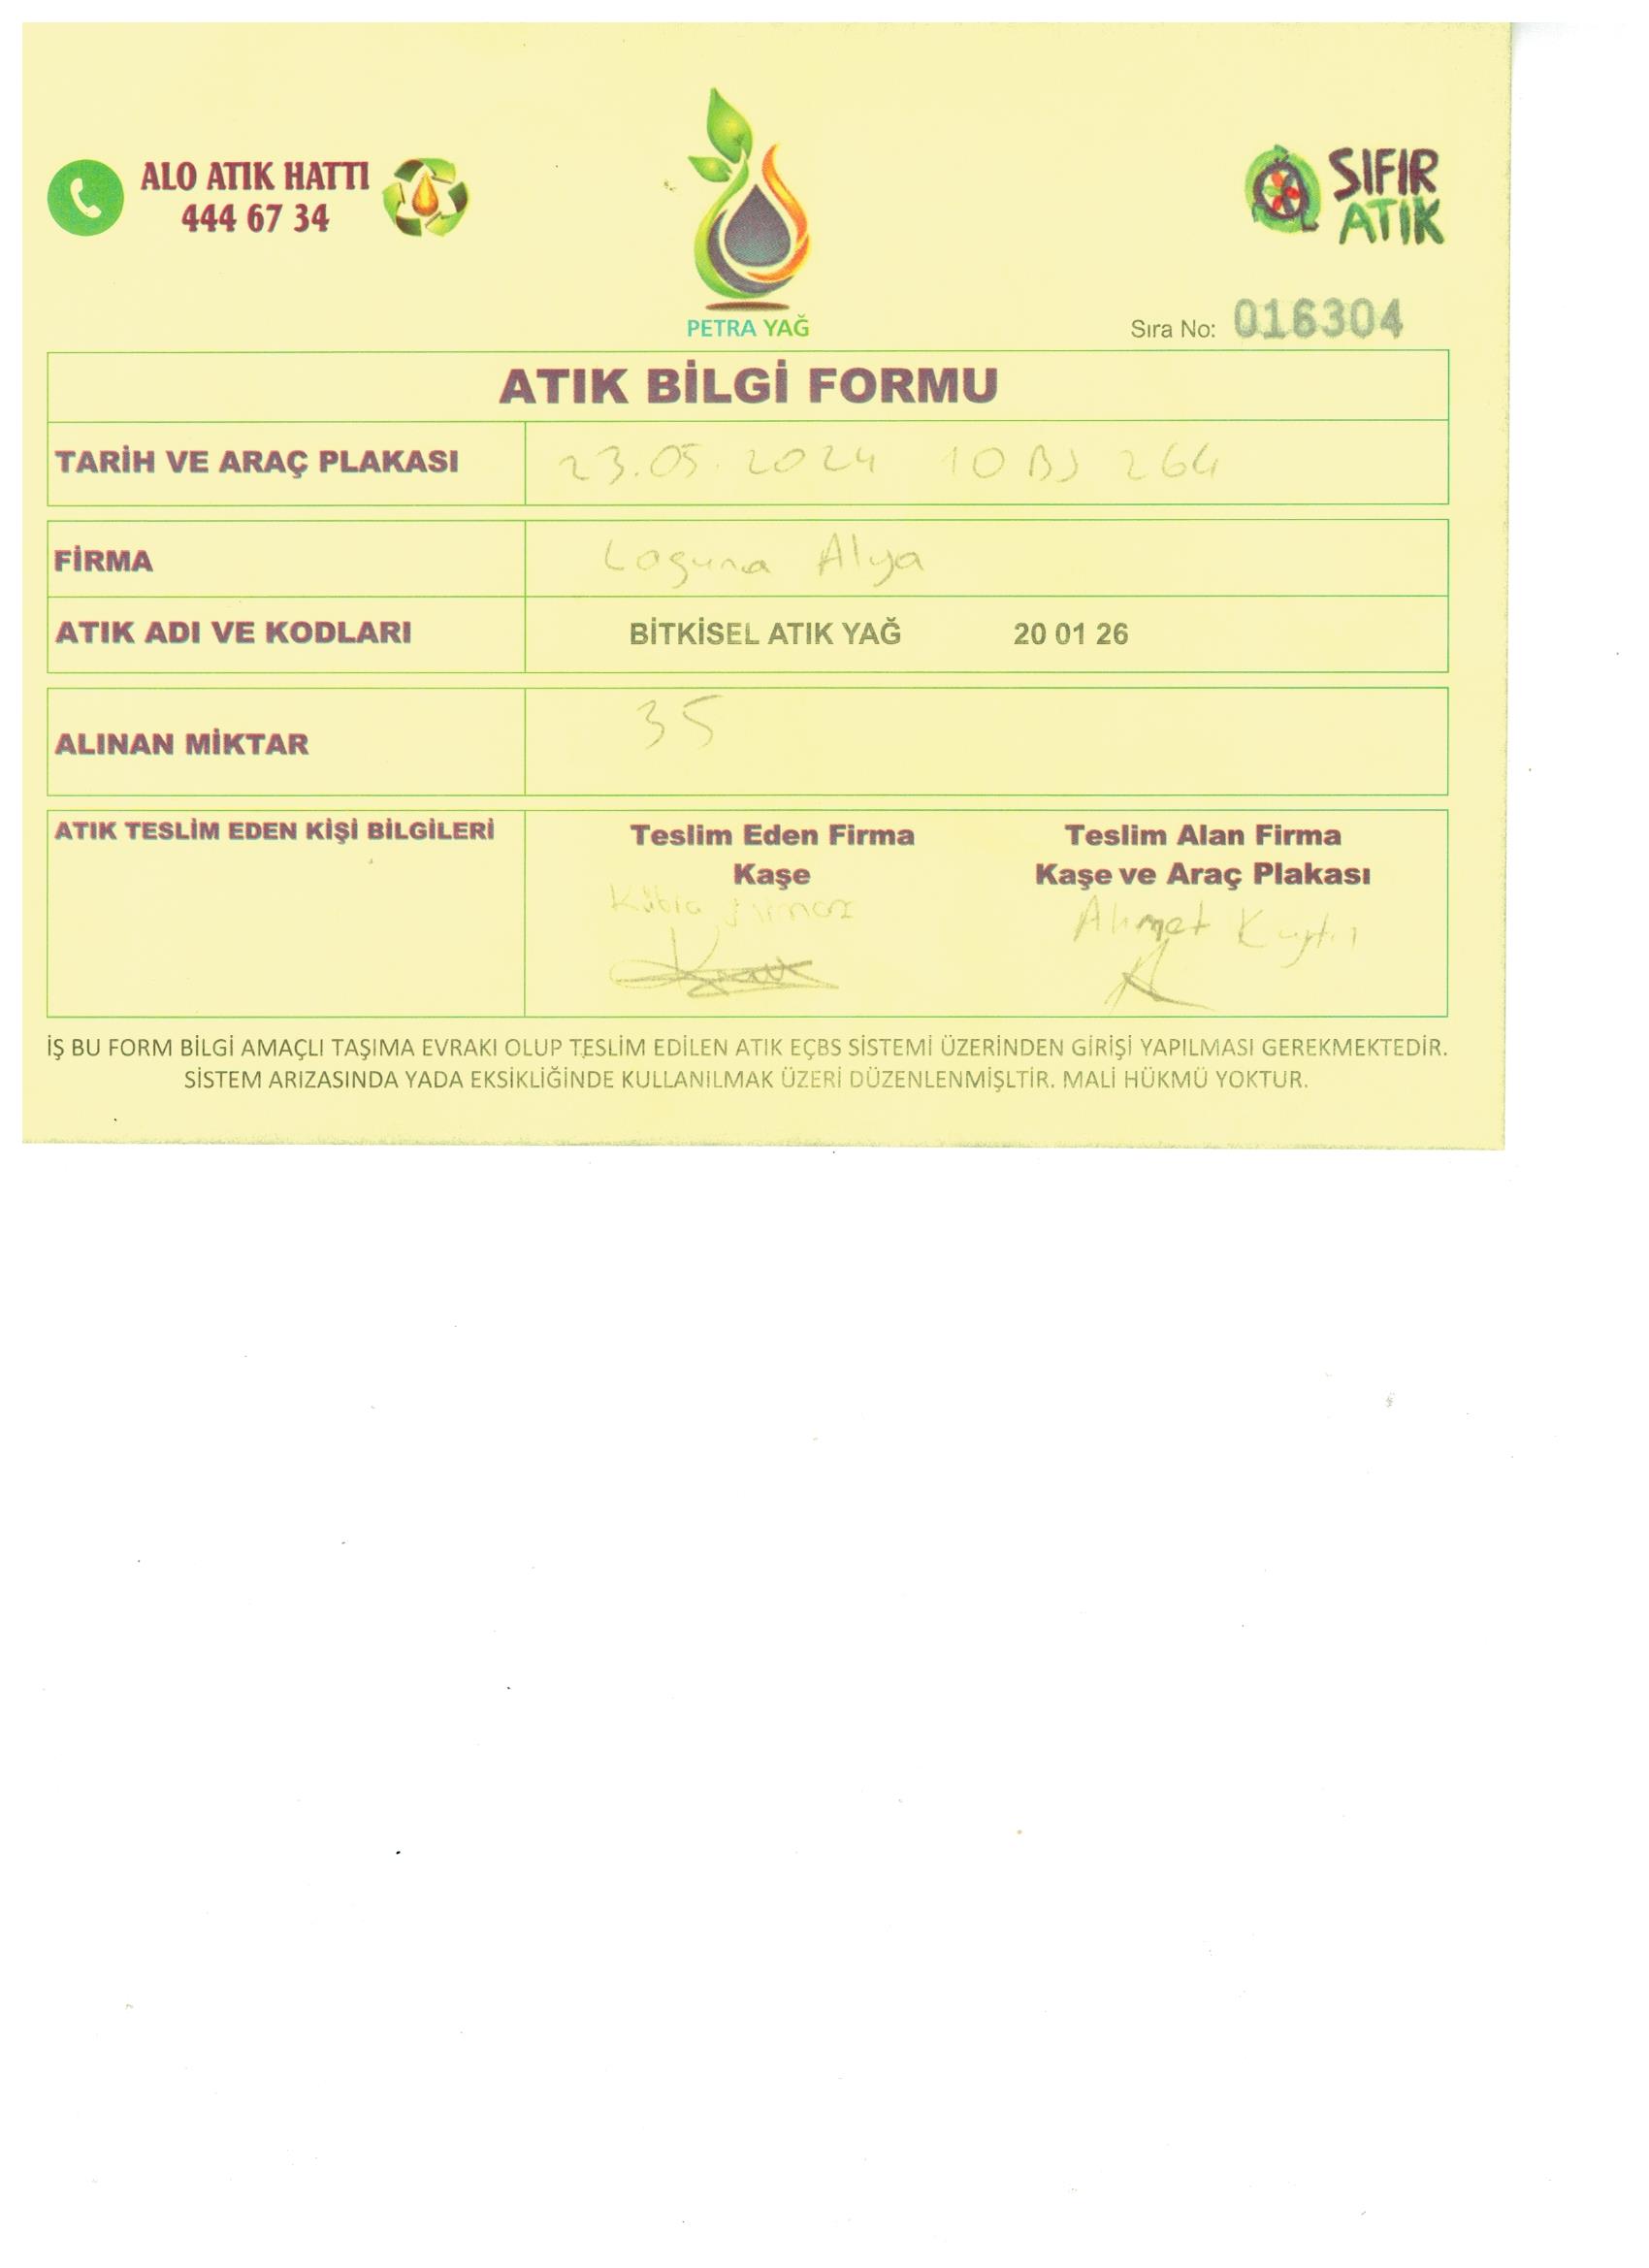 ALO ATIK HATTI
444 67 34
SIFIR
ATIK
PETRA YAĞ
Sıra No: 016304
ATIK BİLGİ FORMU
TARİH VE ARAÇ PLAKASI 23.05.2024 10 BJ 264
FİRMA Laguna Alya
ATIK ADI VE KODLARI BİTKİSEL ATIK YAĞ 20 01 26
ALINAN MİKTAR 35
ATIK TESLİM EDEN KİŞİ BİLGİLERİ
Teslim Eden Firma
Kaşe
Kübra
Teslim Alan Firma
Kaşe ve Araç Plakası
Ahmet
İŞ BU FORM BİLGİ AMAÇLI TAŞIMA EVRAKI OLUP TESLİM EDİLEN ATIK EÇBS SİSTEMİ ÜZERİNDEN GİRİŞİ YAPILMASI GEREKMEKTEDİR.
SİSTEM ARIZASINDA YADA EKSİKLİĞİNDE KULLANILMAK ÜZERİ DÜZENLENMİŞLTİR. MALİ HÜKMÜ YOKTUR.